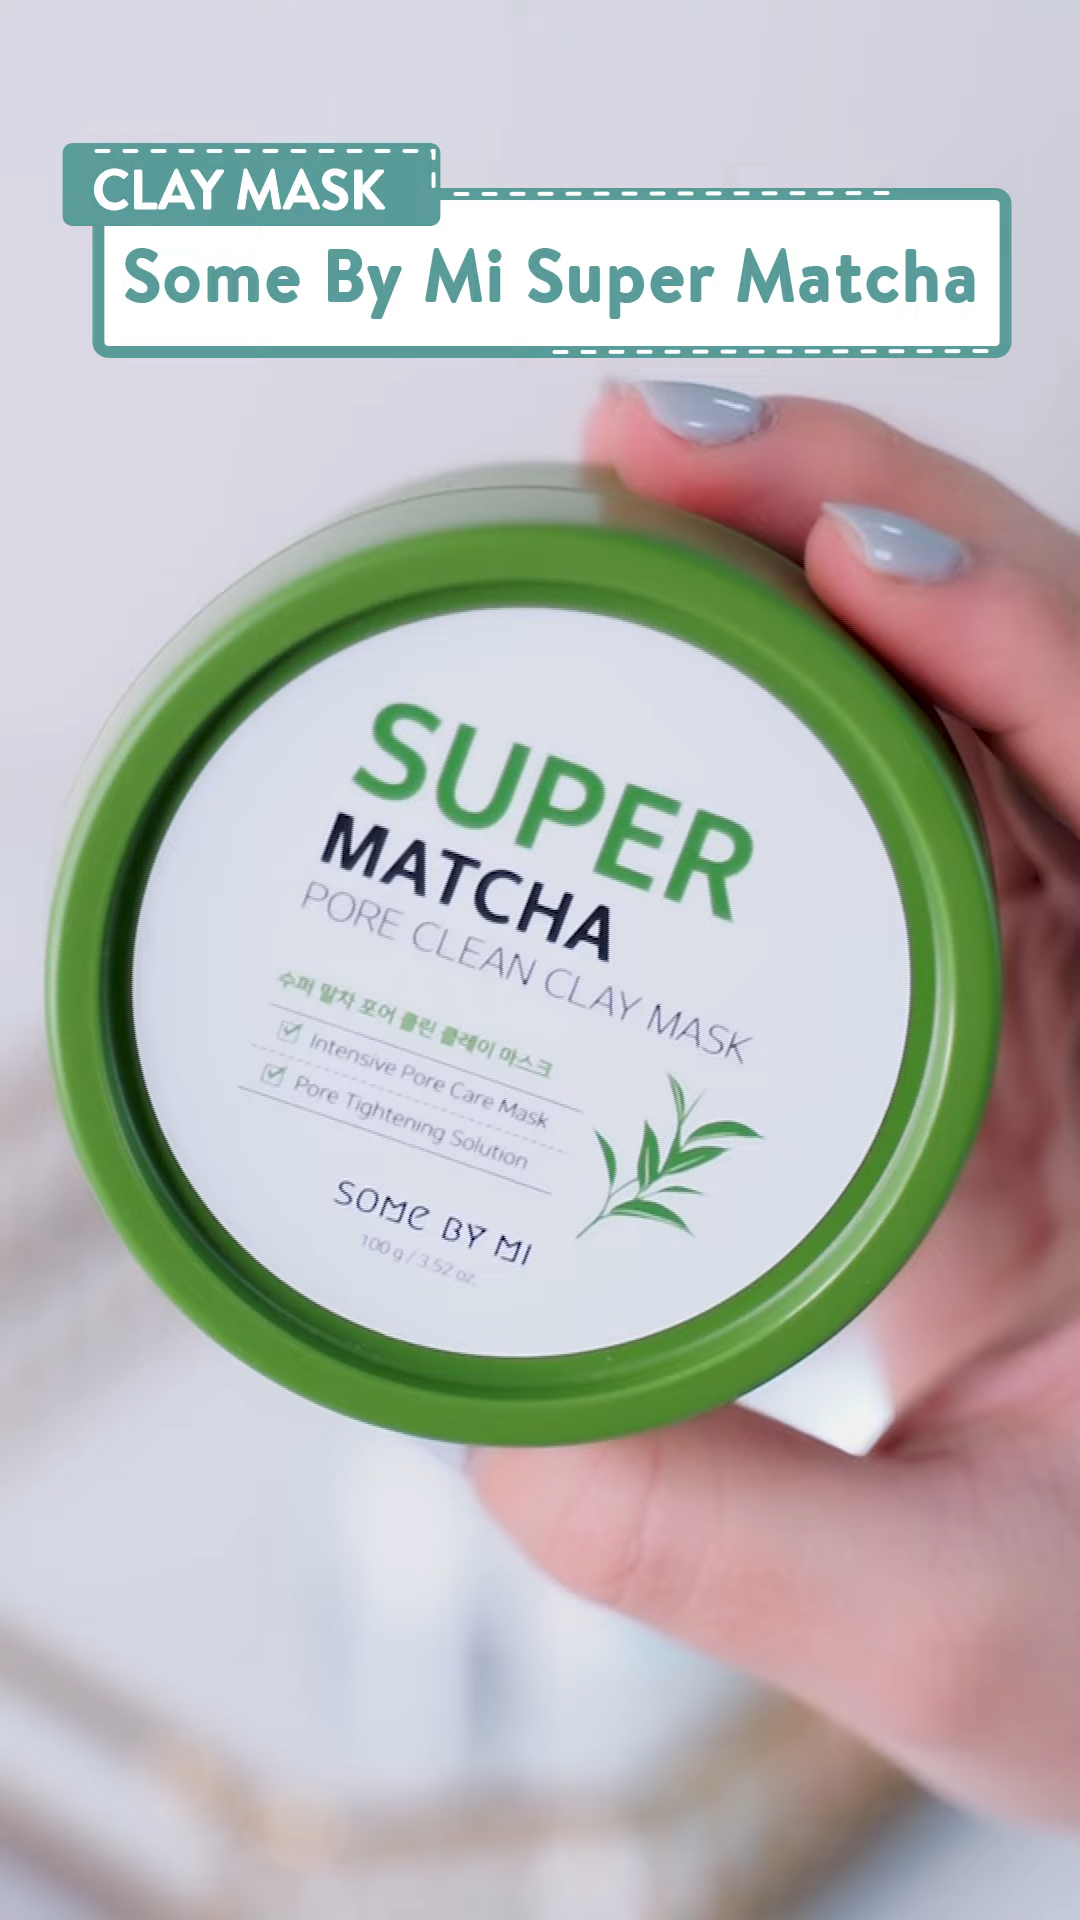 CLAY MASK
Some By Mi Super Matcha
SUPER
MATCHA
PORE CLEAN CLAY MASK
수퍼 말차 포어 클린 클레이 마스크
Intensive Pore Care Mask
Pore Tightening Solution
SOME BY MI
100 g / 3.52 oz.